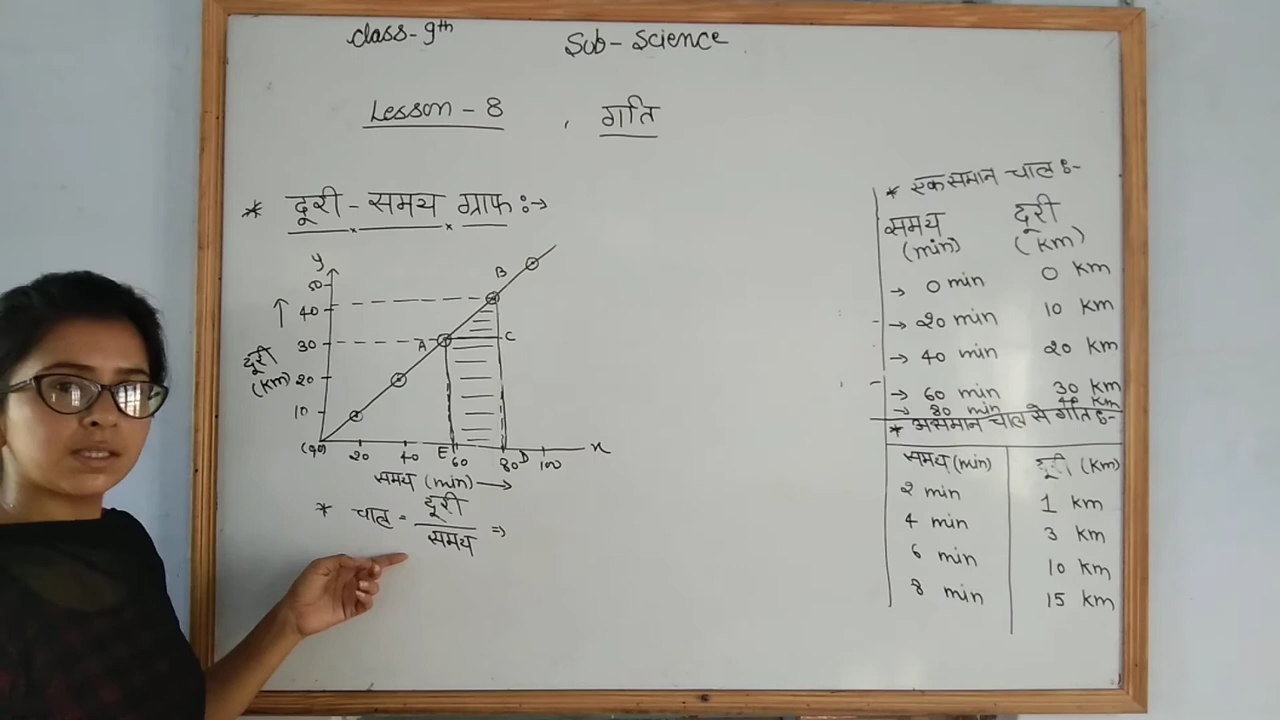 Class-9th Sub-Science
Lesson-8 , गति
* दूरी-समय ग्राफ :→
y
50
40
30
20
10
दूरी
(Km)
A
B
C
E
D
20 40 60 80 100 x
समय (min) →
* चाल = दूरी / समय ⇒
* एकसमान चाल :-
समय दूरी
(min) (Km)
→ 0 min 0 Km
→ 20 min 10 Km
→ 40 min 20 Km
→ 60 min 30 Km
→ 80 min 40 Km
* असमान चाल से गति :-
समय (min) दूरी (Km)
2 min 1 Km
4 min 3 Km
6 min 10 Km
8 min 15 Km